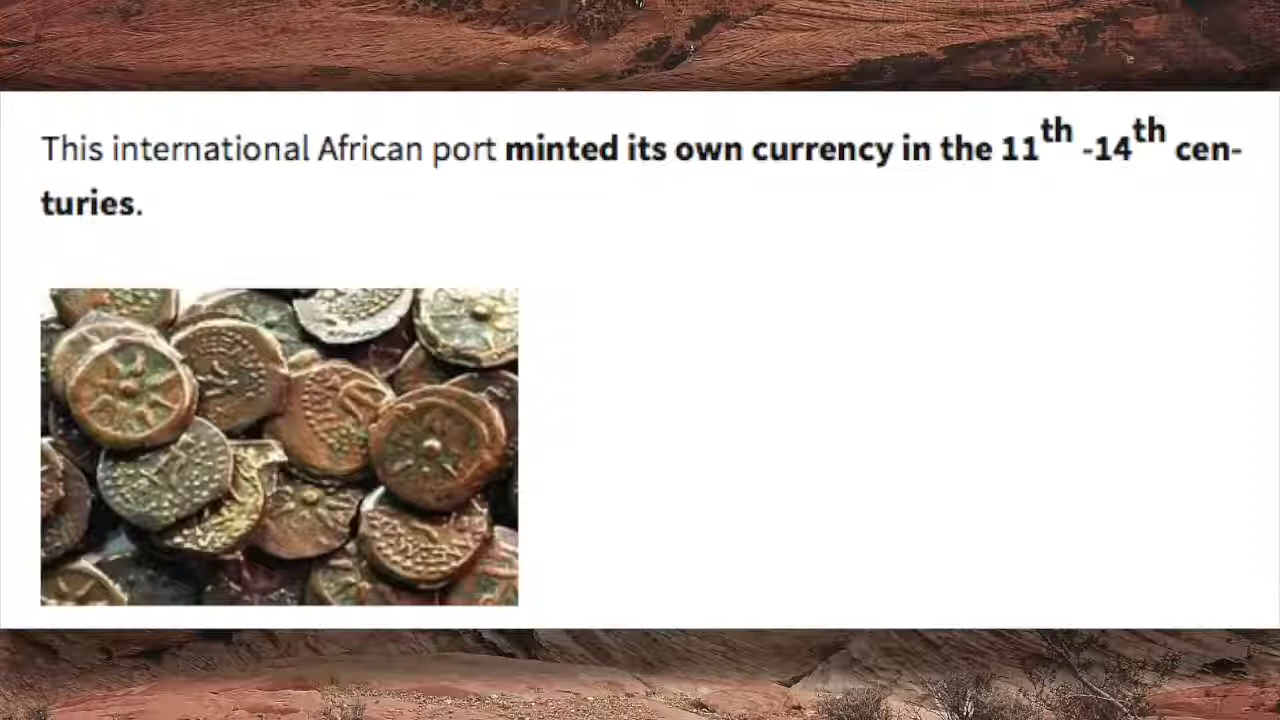 This international African port minted its own currency in the 11th -14th cen-
turies.